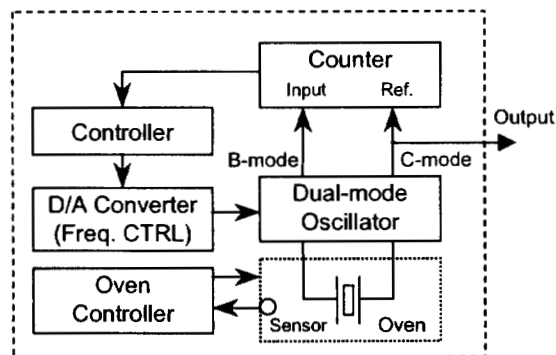 Counter
Input Ref.
Controller
Output
B-mode
C-mode
D/A Converter
(Freq. CTRL)
Dual-mode
Oscillator
Oven
Controller
Sensor
Oven